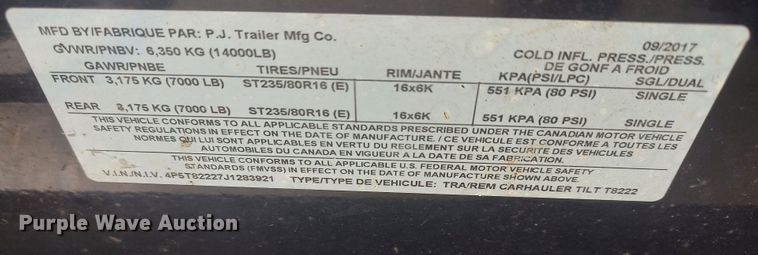 MFD BY/FABRIQUE PAR: P.J. Trailer Mfg Co. 09/2017
GVWR/PNBV: 6,350 KG (14000LB) COLD INFL. PRESS./PRESS.
DE GONF A FROID
GAWR/PNBE TIRES/PNEU RIM/JANTE KPA(PSI/LPC) SGL/DUAL
FRONT 3,175 KG (7000 LB) ST235/80R16 (E) 16x6K 551 KPA (80 PSI) SINGLE
REAR 3,175 KG (7000 LB) ST235/80R16 (E) 16x6K 551 KPA (80 PSI) SINGLE
THIS VEHICLE CONFORMS TO ALL APPLICABLE STANDARDS PRESCRIBED UNDER THE CANADIAN MOTOR VEHICLE
SAFETY REGULATIONS IN EFFECT ON THE DATE OF MANUFACTURE. /CE VEHICULE EST CONFORME A TOUTES LES
NORMES QUI LUI SONT APPLICABLES EN VERTU DU REGLEMENT SUR LA SECURITE DES VEHICULES
AUTOMOBILES DU CANADA EN VIGUEUR A LA DATE DE SA FABRICATION.
THIS VEHICLE CONFORMS TO ALL APPLICABLE U.S. FEDERAL MOTOR VEHICLE SAFETY
STANDARDS (FMVSS) IN EFFECT ON THE DATE OF MANUFACTURE SHOWN ABOVE.
V.I.N./N.I.V. 4P5T82227J1283921 TYPE/TYPE DE VEHICULE: TRA/REM CARHAULER TILT T8222
Purple Wave Auction